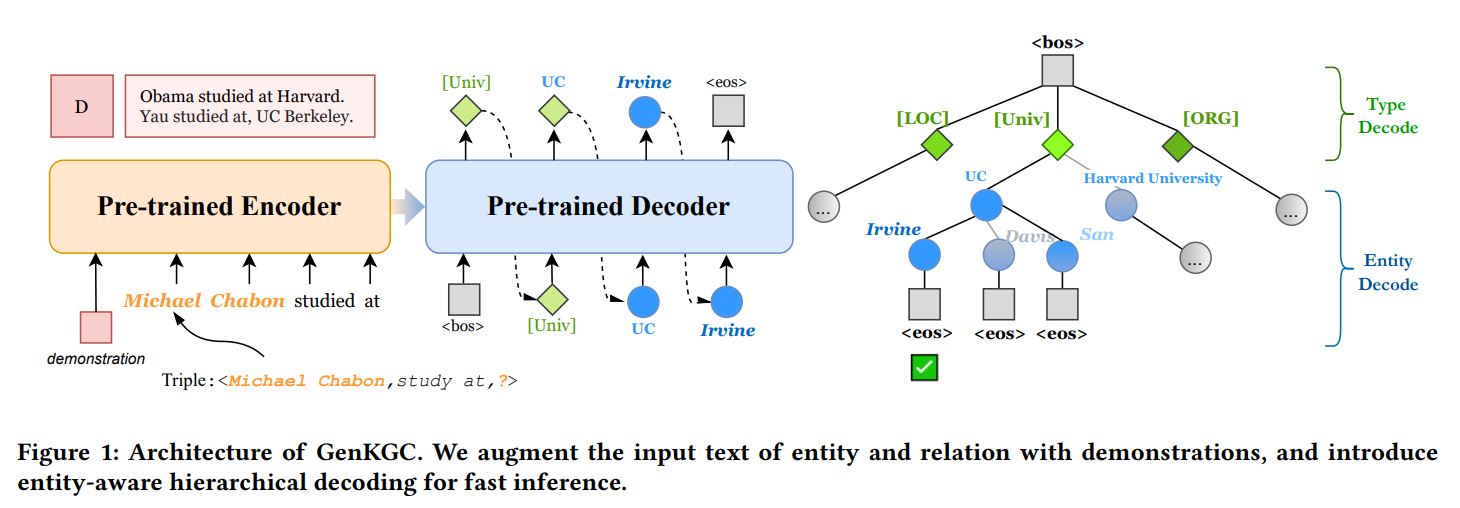 D
Obama studied at Harvard.
Yau studied at, UC Berkeley.
[Univ]
UC
Irvine
<eos>
Pre-trained Encoder
Pre-trained Decoder
Michael Chabon studied at
demonstration
Triple:<Michael Chabon,study at,?>
<bos>
[Univ]
UC
Irvine
<bos>
[LOC]
[Univ]
[ORG]
UC
Harvard University
...
...
Irvine
Davis
San
...
<eos>
<eos>
<eos>
Type
Decode
Entity
Decode
Figure 1: Architecture of GenKGC. We augment the input text of entity and relation with demonstrations, and introduce
entity-aware hierarchical decoding for fast inference.